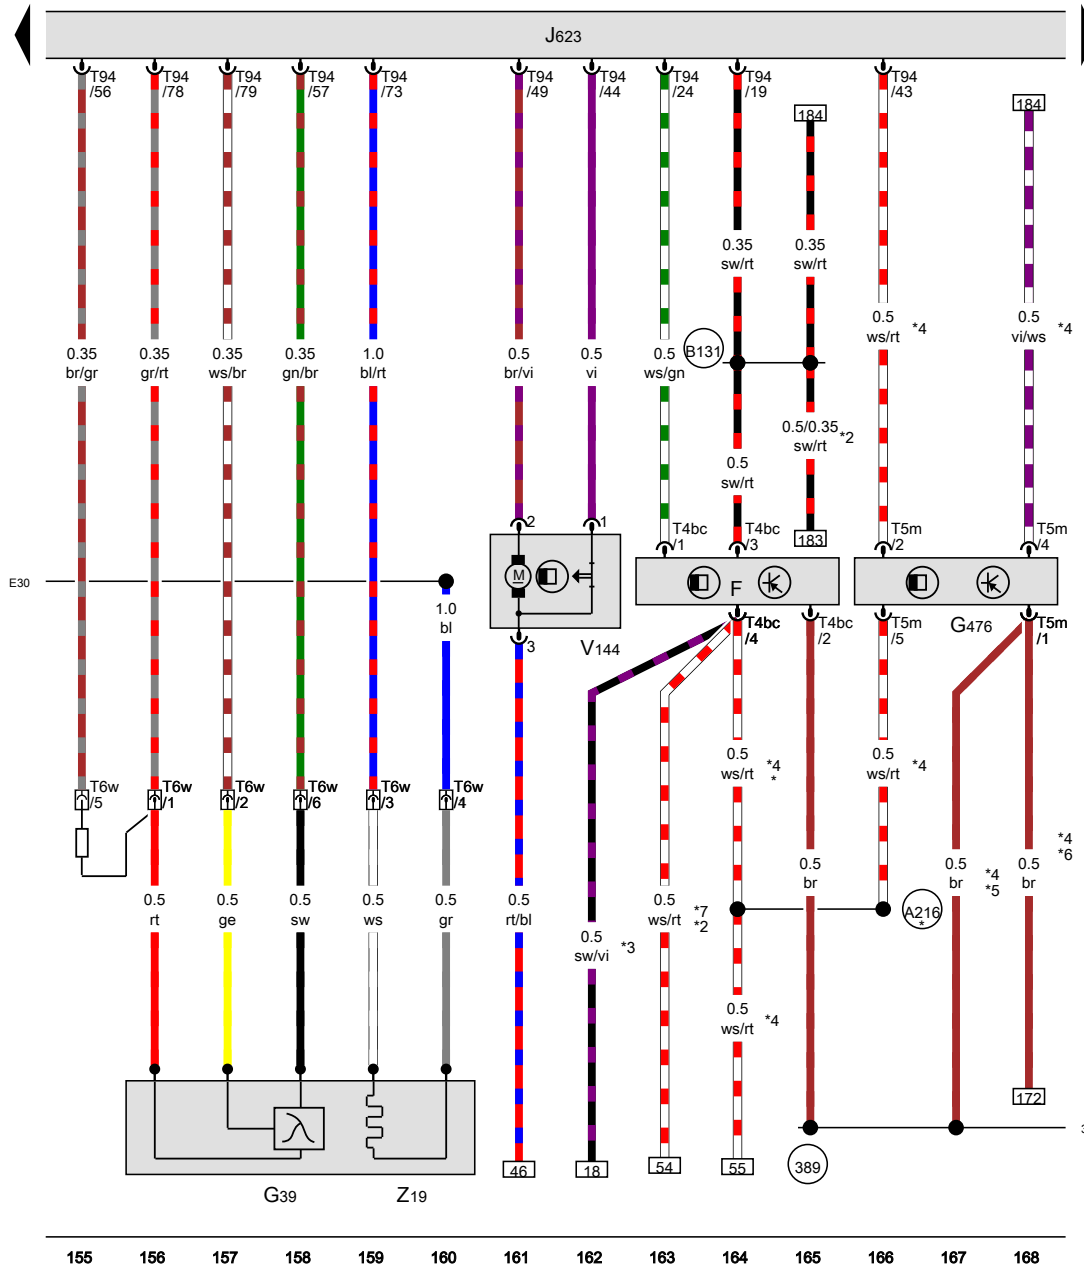 J623
T94 /56
T94 /78
T94 /79
T94 /57
T94 /73
T94 /49
T94 /44
T94 /24
T94 /19
T94 /43
184
184
0.35 sw/rt
0.35 sw/rt
0.5 ws/rt *4
0.5 vi/ws *4
0.35 br/gr
0.35 gr/rt
0.35 ws/br
0.35 gn/br
1.0 bl/rt
0.5 br/vi
0.5 vi
0.5 ws/gn
B131
0.5/0.35 sw/rt *2
0.5 sw/rt
2
1
T4bc /1
T4bc /3
183
T5m /2
T5m /4
E30
M
F
1.0 bl
3
V144
T4bc /4
T4bc /2
T5m /5
G476
T5m /1
0.5 ws/rt *4 *
0.5 ws/rt *4
T6w /5
T6w /1
T6w /2
T6w /6
T6w /3
T6w /4
0.5 rt
0.5 ge
0.5 sw
0.5 ws
0.5 gr
0.5 rt/bl
0.5 sw/vi *3
0.5 ws/rt *7 *2
0.5 br
0.5 br *4 *5
0.5 br *4 *6
A216 *
0.5 ws/rt *4
172
46
18
54
55
389
G39
Z19
155 156 157 158 159 160 161 162 163 164 165 166 167 168